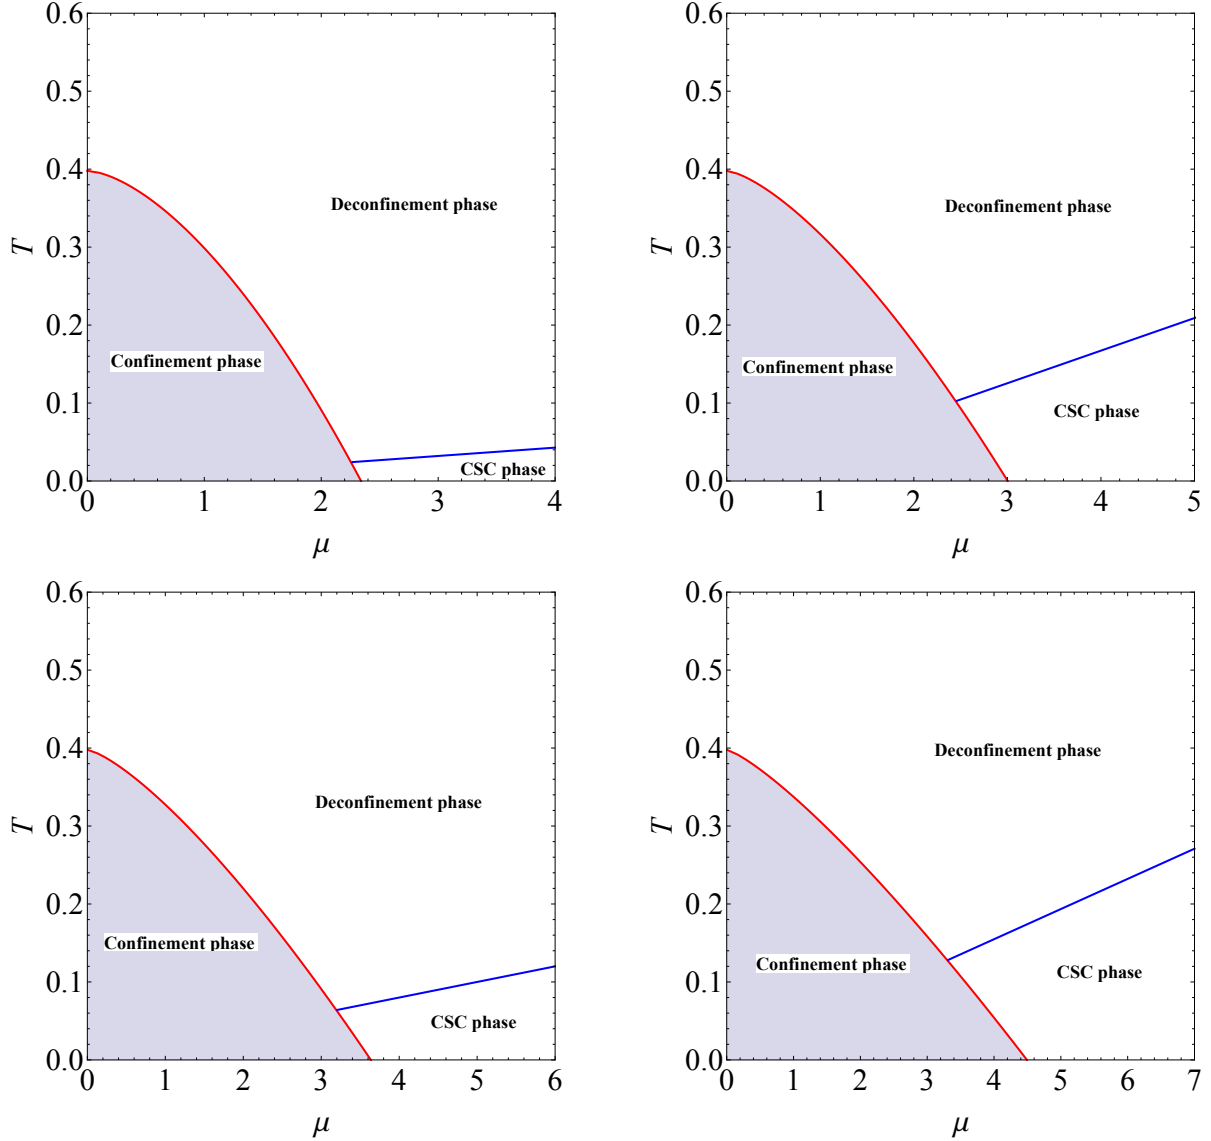 0.6
0.5
0.4
0.3
0.2
0.1
0.0
T
Deconfinement phase
Confinement phase
CSC phase
0 1 2 3 4
μ
0.6
0.5
0.4
0.3
0.2
0.1
0.0
T
Deconfinement phase
Confinement phase
CSC phase
0 1 2 3 4 5
μ
0.6
0.5
0.4
0.3
0.2
0.1
0.0
T
Deconfinement phase
Confinement phase
CSC phase
0 1 2 3 4 5 6
μ
0.6
0.5
0.4
0.3
0.2
0.1
0.0
T
Deconfinement phase
Confinement phase
CSC phase
0 1 2 3 4 5 6 7
μ